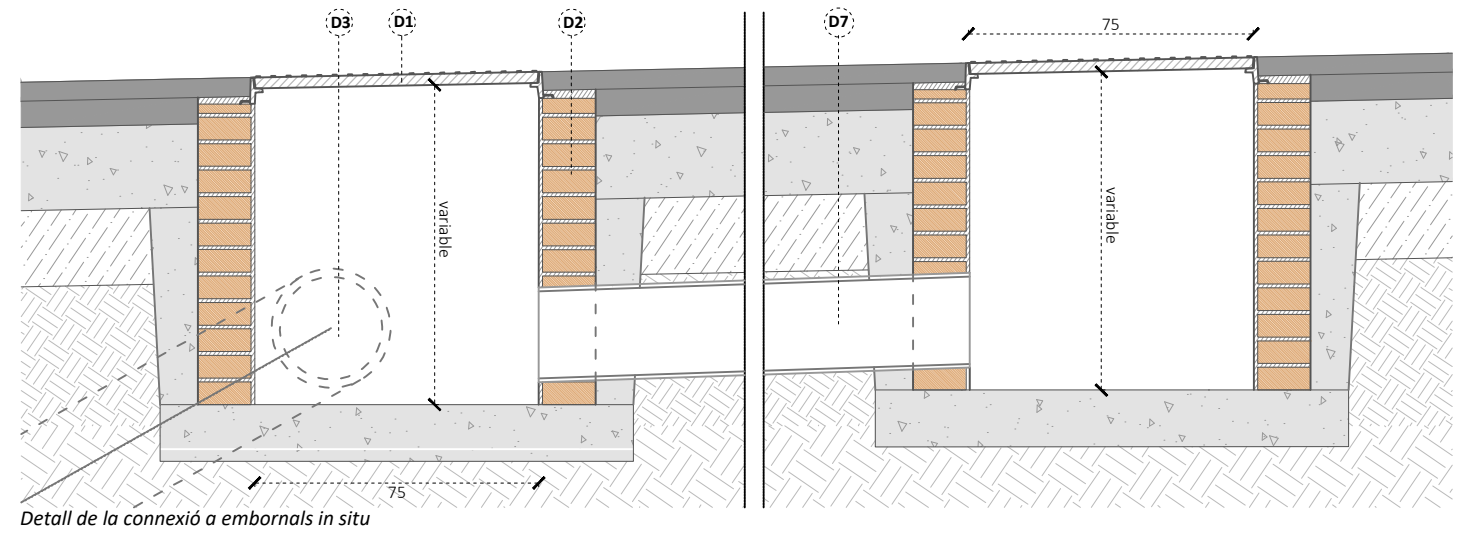 D3
D1
D2
D7
75
variable
variable
75
Detall de la connexió a embornals in situ